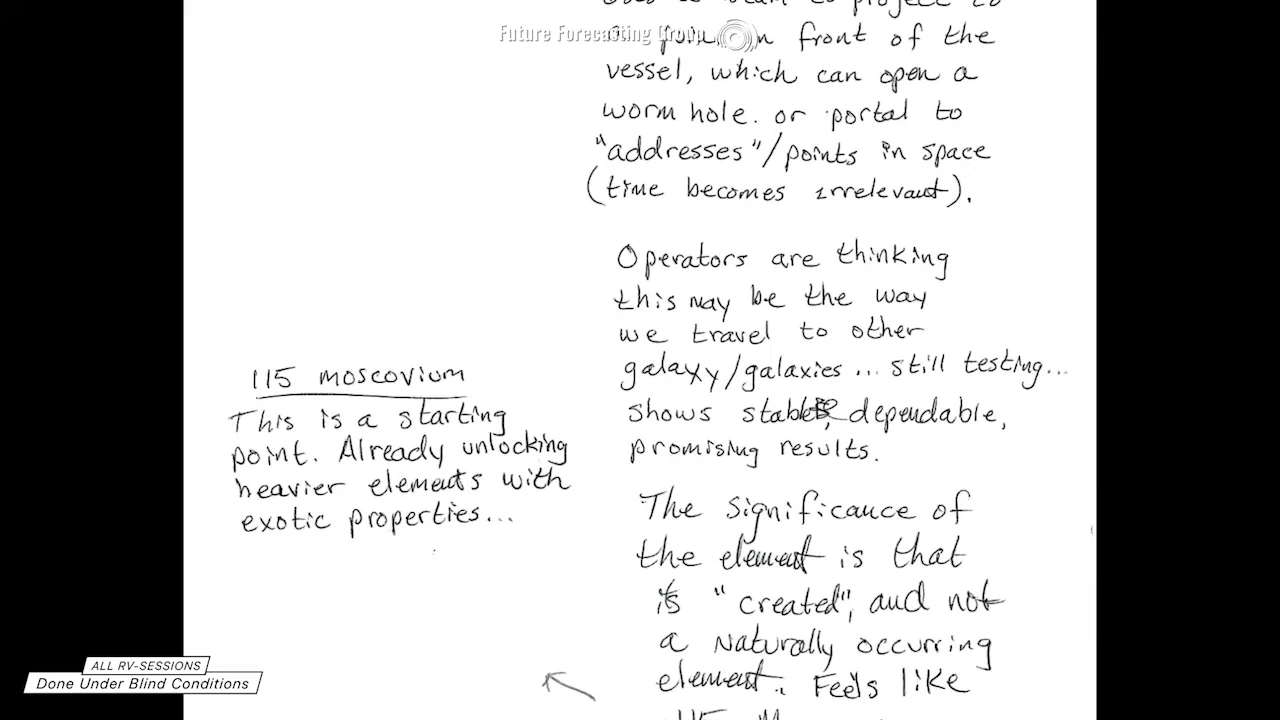 Future Forecasting Group
in front of the
vessel, which can open a
worm hole. or portal to
"addresses"/points in space
(time becomes irrelevant).
Operators are thinking
this may be the way
we travel to other
galaxy/galaxies... still testing...
shows stable, dependable,
promising results.
115 moscovium
This is a starting
point. Already unlocking
heavier elements with
exotic properties...
The significance of
the element is that
its "created", and not
a naturally occurring
element.. Feels like
ALL RV-SESSIONS
Done Under Blind Conditions